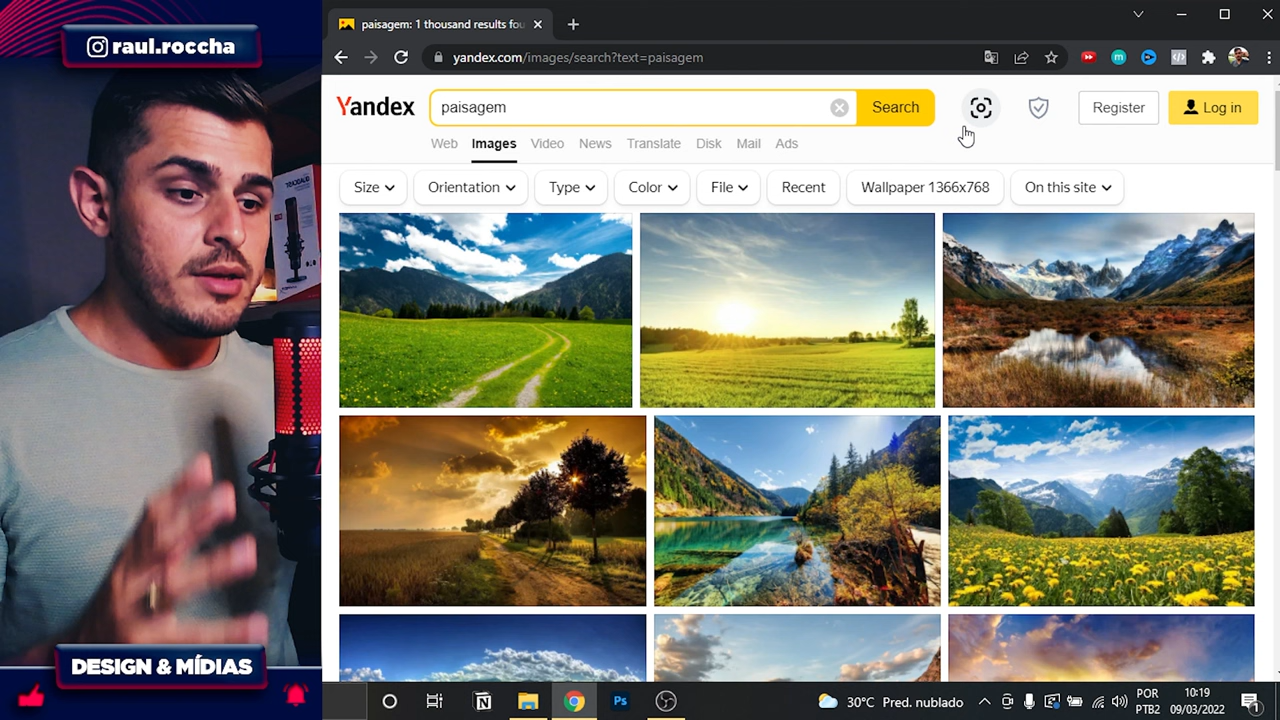 raul.roccha
DESIGN & MÍDIAS
paisagem: 1 thousand results fou
yandex.com/images/search?text=paisagem
Yandex
paisagem
Search
Register
Log in
Web
Images
Video
News
Translate
Disk
Mail
Ads
Size
Orientation
Type
Color
File
Recent
Wallpaper 1366x768
On this site
Ps
30°C Pred. nublado
POR
PTB2
10:19
09/03/2022
1